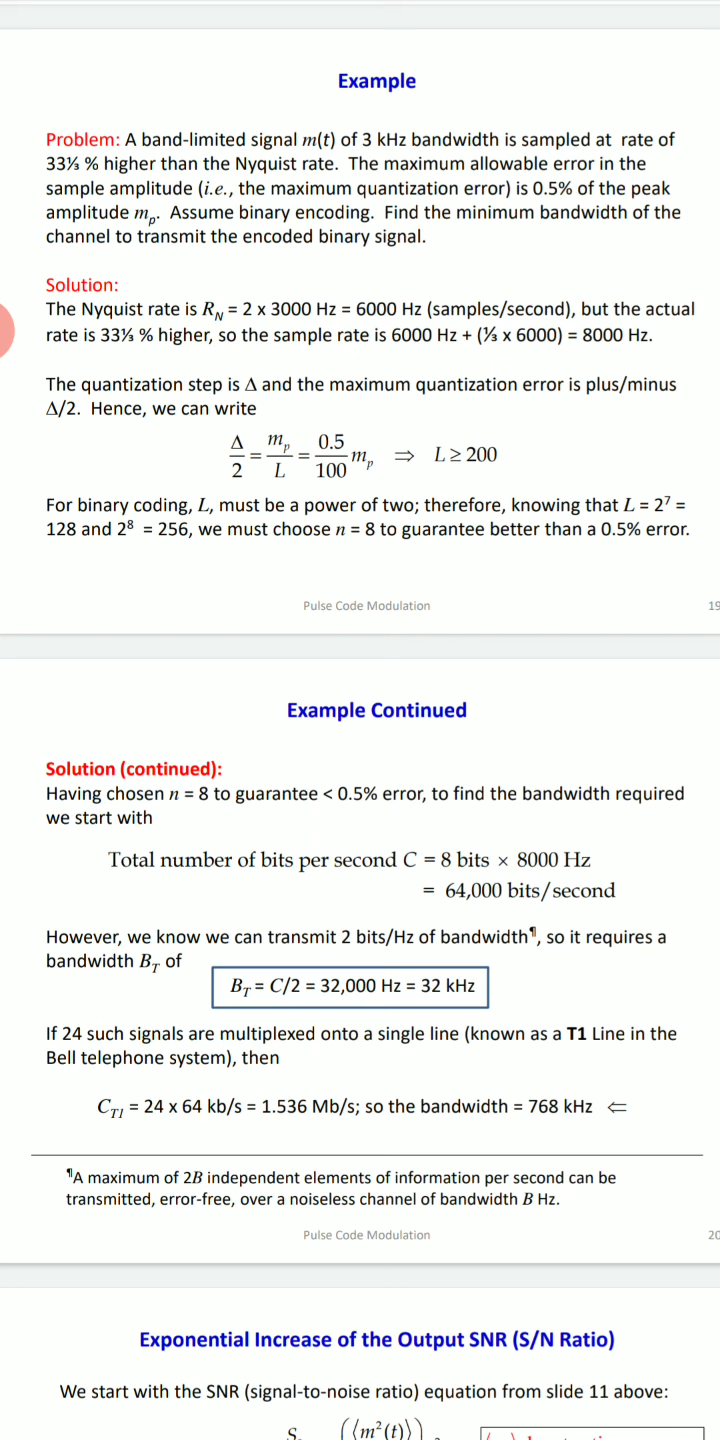 Example
Problem: A band-limited signal m(t) of 3 kHz bandwidth is sampled at rate of
33⅓ % higher than the Nyquist rate. The maximum allowable error in the
sample amplitude (i.e., the maximum quantization error) is 0.5% of the peak
amplitude mₚ. Assume binary encoding. Find the minimum bandwidth of the
channel to transmit the encoded binary signal.
Solution:
The Nyquist rate is R_N = 2 x 3000 Hz = 6000 Hz (samples/second), but the actual
rate is 33⅓ % higher, so the sample rate is 6000 Hz + (⅓ x 6000) = 8000 Hz.
The quantization step is Δ and the maximum quantization error is plus/minus
Δ/2. Hence, we can write
Δ/2 = mₚ/L = 0.5/100 mₚ ⇒ L ≥ 200
For binary coding, L, must be a power of two; therefore, knowing that L = 2⁷ =
128 and 2⁸ = 256, we must choose n = 8 to guarantee better than a 0.5% error.
Pulse Code Modulation 19
Example Continued
Solution (continued):
Having chosen n = 8 to guarantee < 0.5% error, to find the bandwidth required
we start with
Total number of bits per second C = 8 bits × 8000 Hz
= 64,000 bits/second
However, we know we can transmit 2 bits/Hz of bandwidth¶, so it requires a
bandwidth B_T of
B_T = C/2 = 32,000 Hz = 32 kHz
If 24 such signals are multiplexed onto a single line (known as a T1 Line in the
Bell telephone system), then
C_T1 = 24 x 64 kb/s = 1.536 Mb/s; so the bandwidth = 768 kHz ⇐
¶A maximum of 2B independent elements of information per second can be
transmitted, error-free, over a noiseless channel of bandwidth B Hz.
Pulse Code Modulation 20
Exponential Increase of the Output SNR (S/N Ratio)
We start with the SNR (signal-to-noise ratio) equation from slide 11 above:
(⟨m²(t)⟩)